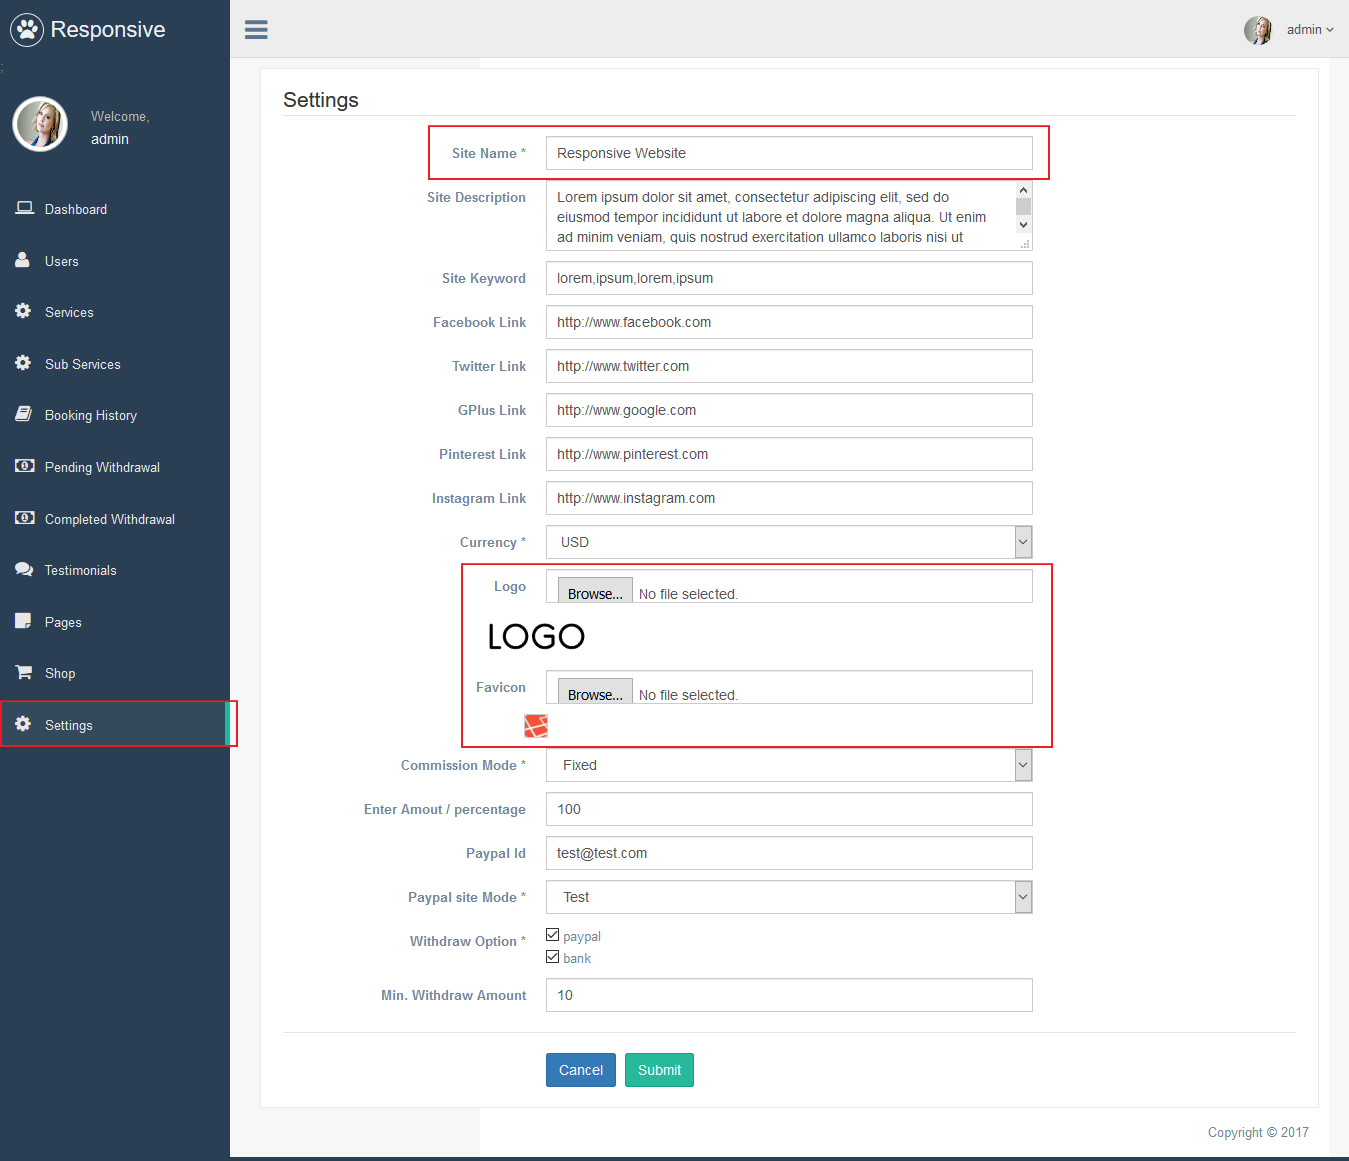 Responsive
admin
;
Welcome,
admin
Dashboard
Users
Services
Sub Services
Booking History
Pending Withdrawal
Completed Withdrawal
Testimonials
Pages
Shop
Settings
Settings
Site Name * Responsive Website
Site Description Lorem ipsum dolor sit amet, consectetur adipiscing elit, sed do
eiusmod tempor incididunt ut labore et dolore magna aliqua. Ut enim
ad minim veniam, quis nostrud exercitation ullamco laboris nisi ut
Site Keyword lorem,ipsum,lorem,ipsum
Facebook Link http://www.facebook.com
Twitter Link http://www.twitter.com
GPlus Link http://www.google.com
Pinterest Link http://www.pinterest.com
Instagram Link http://www.instagram.com
Currency * USD
Logo Browse... No file selected.
LOGO
Favicon Browse... No file selected.
Commission Mode * Fixed
Enter Amout / percentage 100
Paypal Id test@test.com
Paypal site Mode * Test
Withdraw Option * paypal
bank
Min. Withdraw Amount 10
Cancel Submit
Copyright © 2017